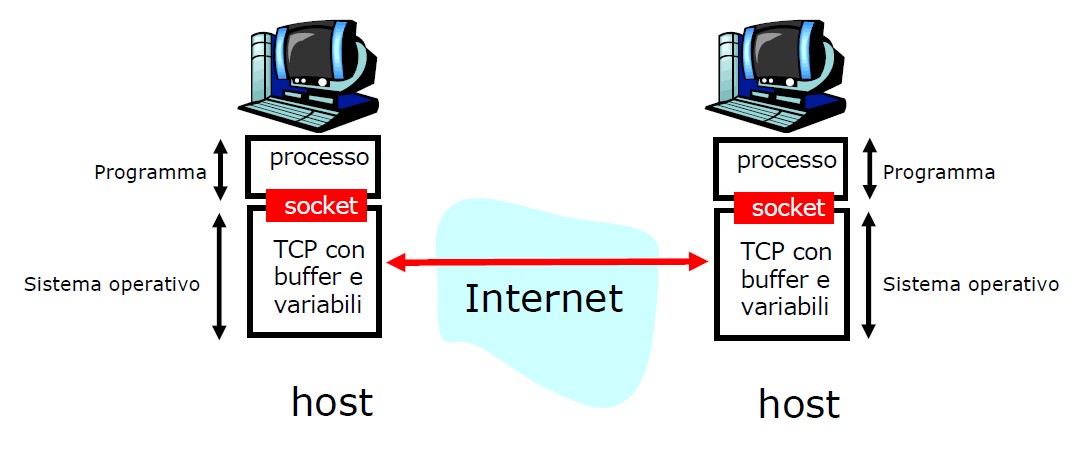 processo
Programma
socket
TCP con
buffer e
variabili
Sistema operativo
host
Internet
processo
Programma
socket
TCP con
buffer e
variabili
Sistema operativo
host